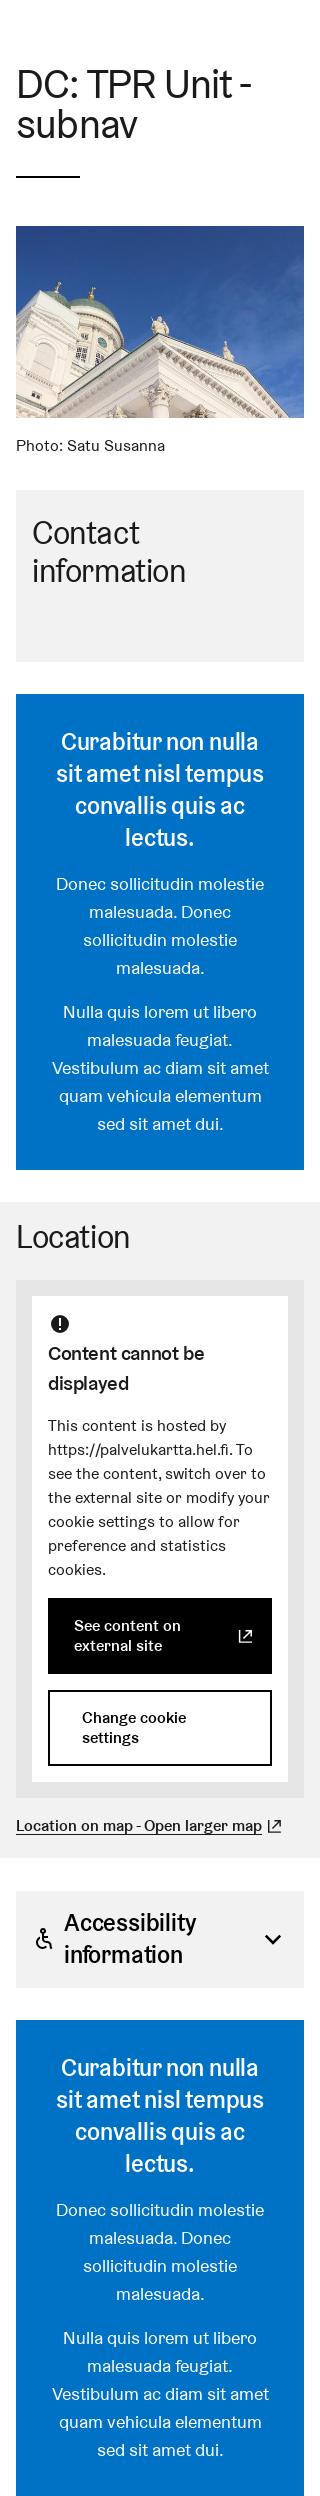 DC: TPR Unit -
subnav
Photo: Satu Susanna
Contact
information
Curabitur non nulla
sit amet nisl tempus
convallis quis ac
lectus.
Donec sollicitudin molestie
malesuada. Donec
sollicitudin molestie
malesuada.
Nulla quis lorem ut libero
malesuada feugiat.
Vestibulum ac diam sit amet
quam vehicula elementum
sed sit amet dui.
Location
Content cannot be
displayed
This content is hosted by
https://palvelukartta.hel.fi. To
see the content, switch over to
the external site or modify your
cookie settings to allow for
preference and statistics
cookies.
See content on
external site
Change cookie
settings
Location on map - Open larger map
Accessibility
information
Curabitur non nulla
sit amet nisl tempus
convallis quis ac
lectus.
Donec sollicitudin molestie
malesuada. Donec
sollicitudin molestie
malesuada.
Nulla quis lorem ut libero
malesuada feugiat.
Vestibulum ac diam sit amet
quam vehicula elementum
sed sit amet dui.